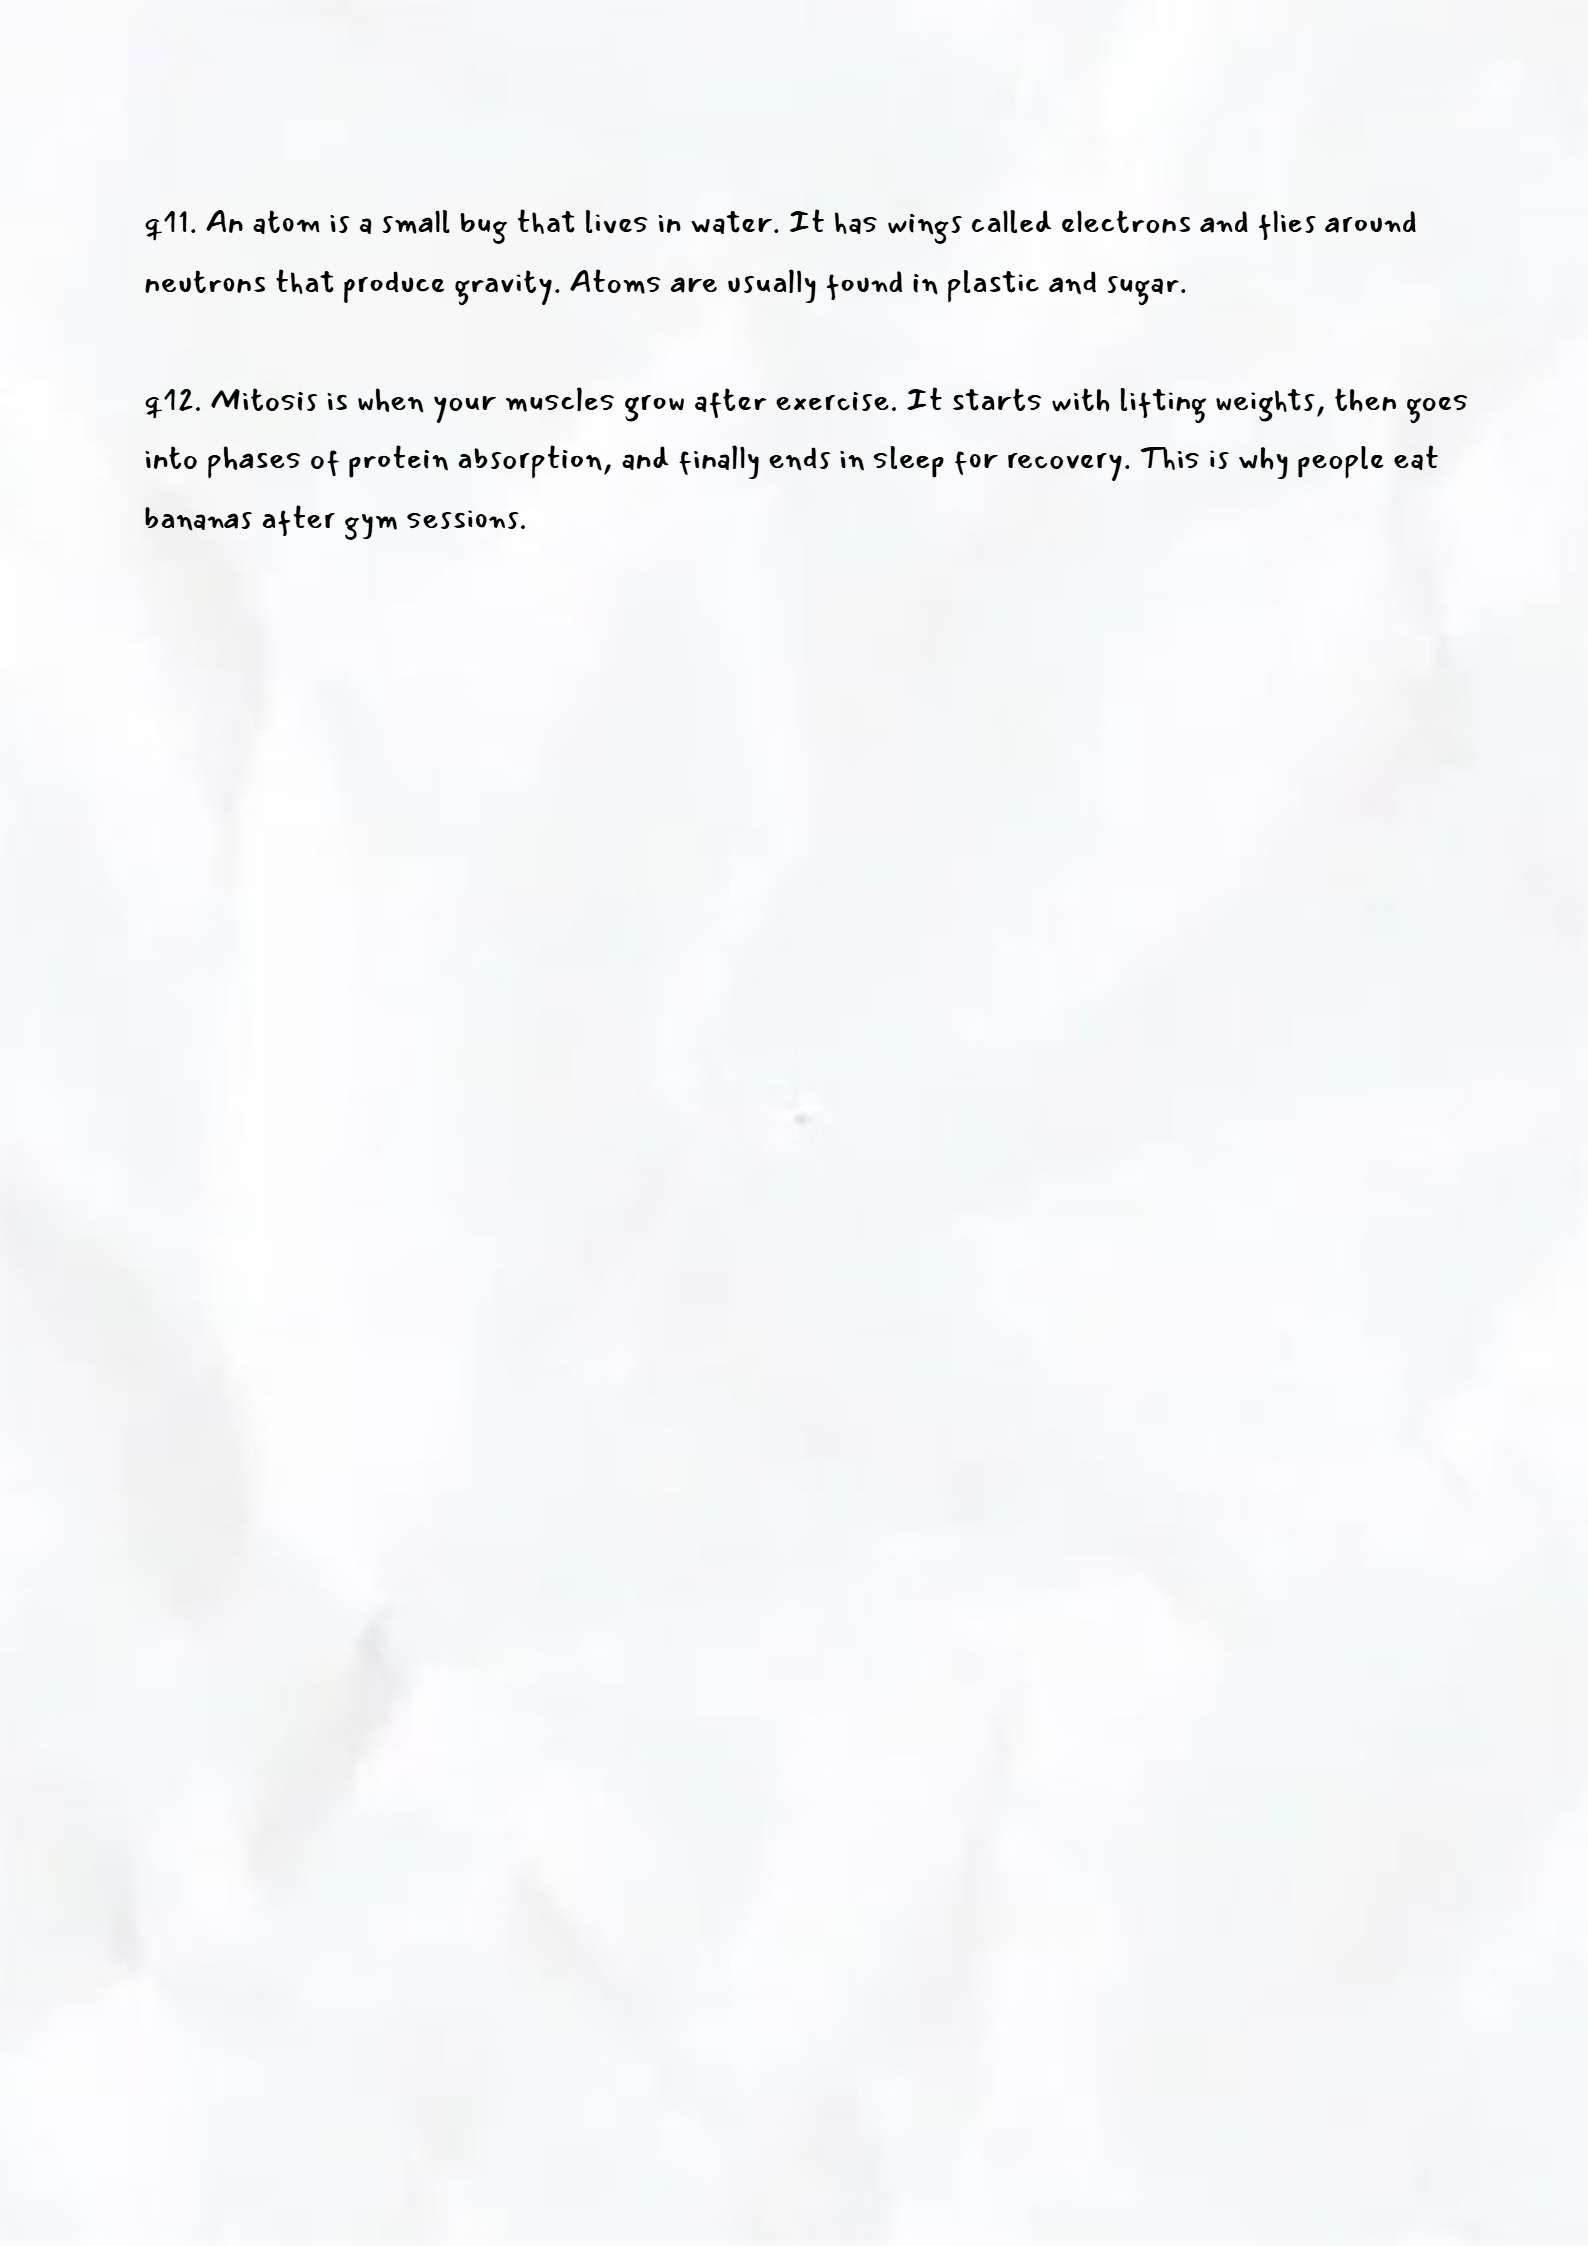 q11. An atom is a small bug that lives in water. It has wings called electrons and flies around
neutrons that produce gravity. Atoms are usually found in plastic and sugar.
q12. Mitosis is when your muscles grow after exercise. It starts with lifting weights, then goes
into phases of protein absorption, and finally ends in sleep for recovery. This is why people eat
bananas after gym sessions.